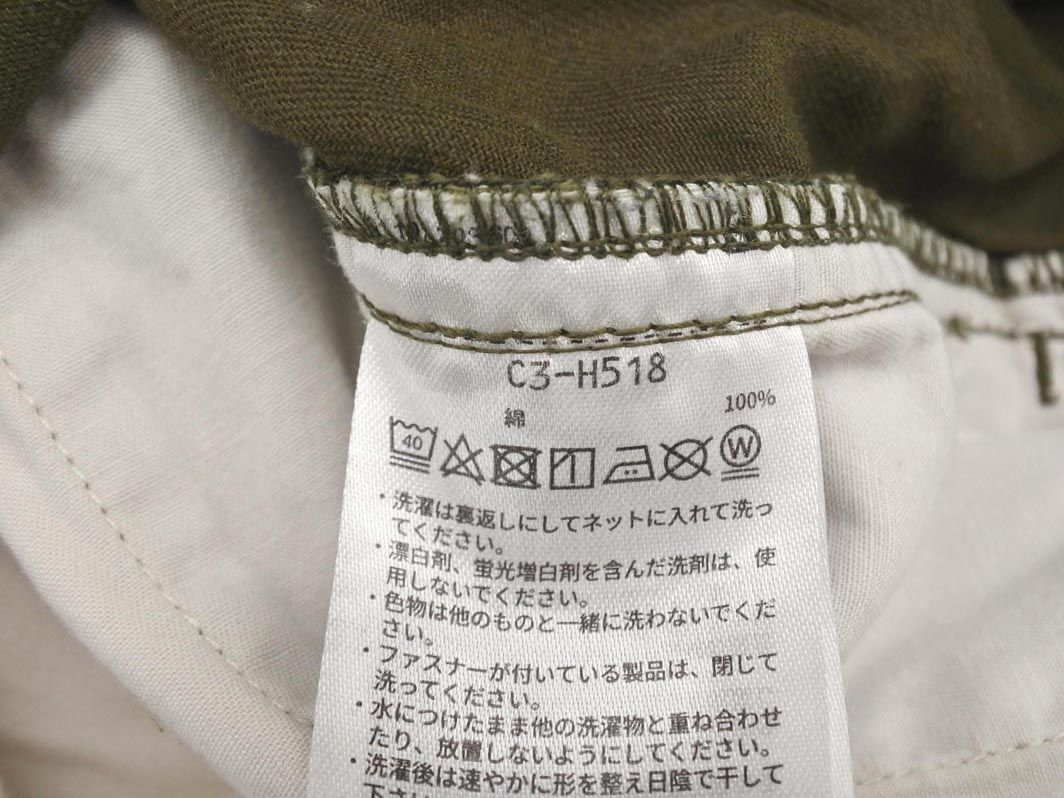 C3-H518
綿 100%
40 W
・洗濯は裏返しにしてネットに入れて洗っ
てください。
・漂白剤、蛍光増白剤を含んだ洗剤は、使
用しないでください。
・色物は他のものと一緒に洗わないでくだ
さい。
・ファスナーが付いている製品は、閉じて
洗ってください。
・水につけたまま他の洗濯物と重ね合わせ
たり、放置しないようにしてください。
・洗濯後は速やかに形を整え日陰で干して
下さい